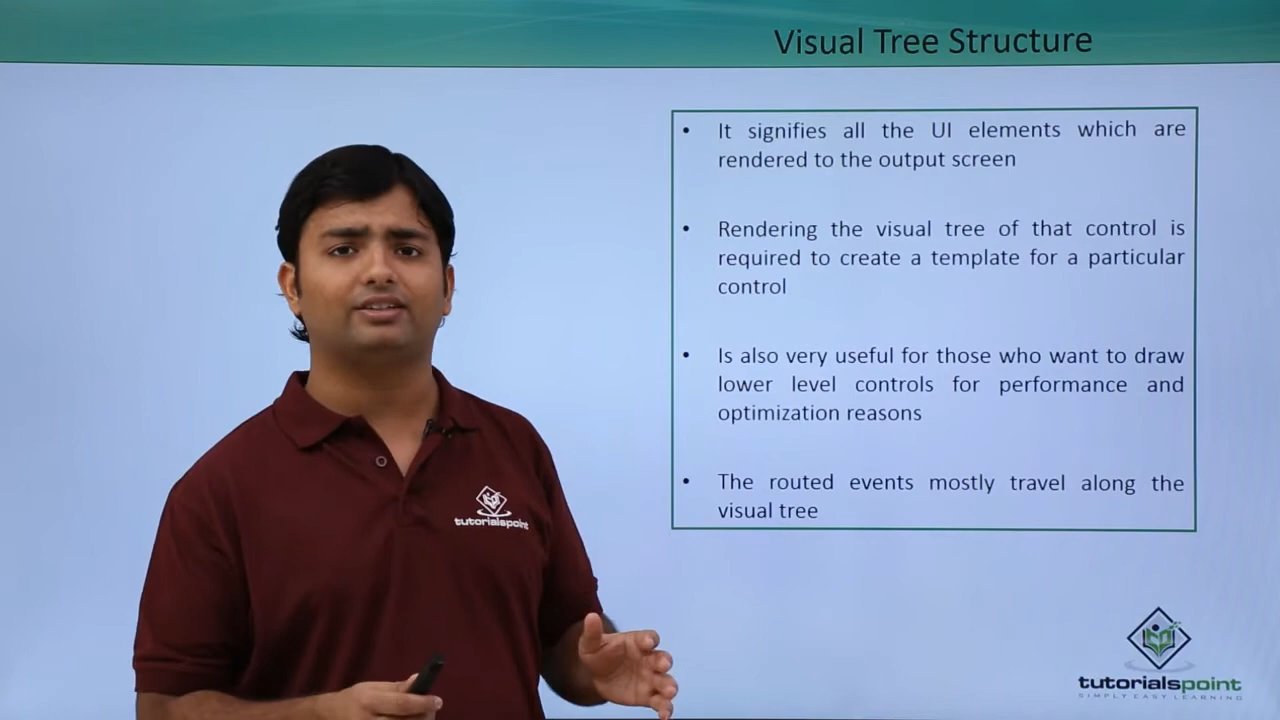 Visual Tree Structure
• It signifies all the UI elements which are
rendered to the output screen
• Rendering the visual tree of that control is
required to create a template for a particular
control
• Is also very useful for those who want to draw
lower level controls for performance and
optimization reasons
• The routed events mostly travel along the
visual tree
tutorialspoint
tutorialspoint
SIMPLY EASY LEARNING